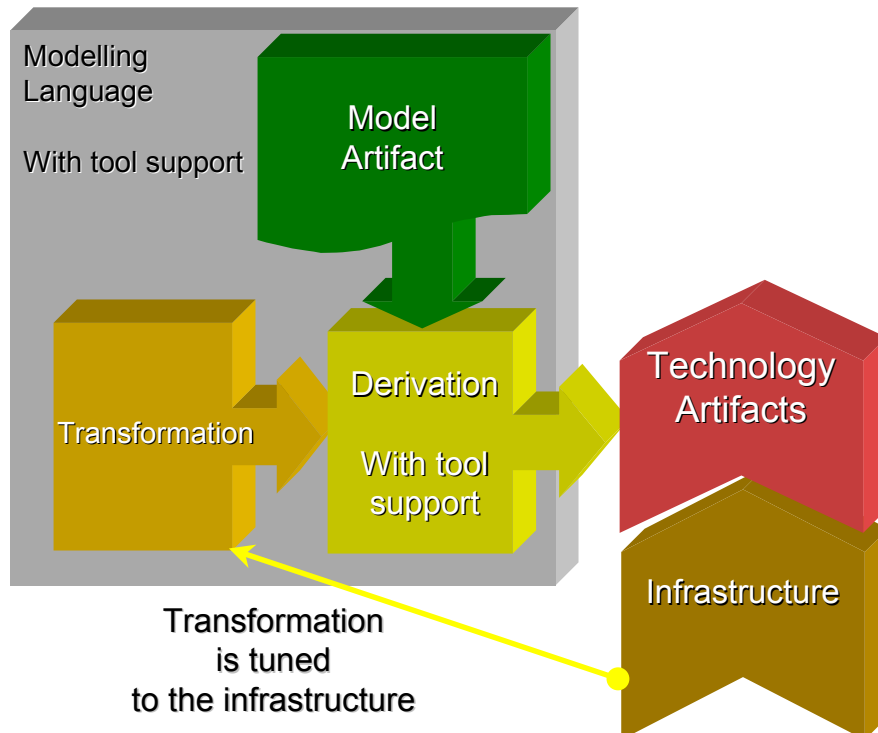 Modelling
Language
With tool support
Model
Artifact
Transformation
Derivation
With tool
support
Technology
Artifacts
Infrastructure
Transformation
is tuned
to the infrastructure